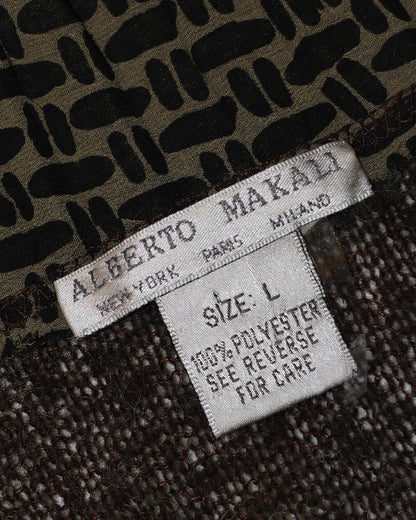 ALBERTO MAKALI
NEW YORK PARIS MILANO
SIZE: L
100% POLYESTER
SEE REVERSE
FOR CARE